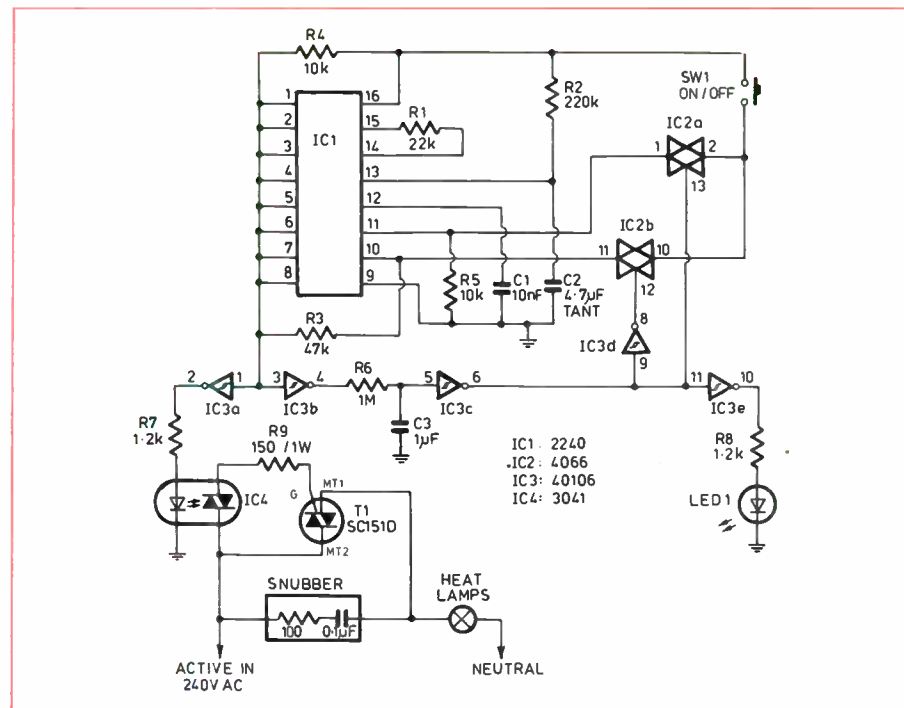 R4
10k
1
2
3
4
5
6
7
8
IC1
16
15
14
13
12
11
10
9
R1
22k
R2
220k
SW1
ON/OFF
IC2a
1
2
13
IC2b
11
10
12
R5
10k
C1
10nF
C2
4·7μF
TANT
R3
47k
8
IC3d
9
2
1
IC3a
3
4
IC3b
R6
1M
5
6
IC3c
C3
1μF
11
10
IC3e
R7
1·2k
R9
150 /1W
IC4
G
MT1
T1
SC151D
MT2
IC1: 2240
IC2: 4066
IC3: 40106
IC4: 3041
R8
1·2k
LED1
SNUBBER
100
0·1μF
HEAT
LAMPS
ACTIVE IN
240V AC
NEUTRAL